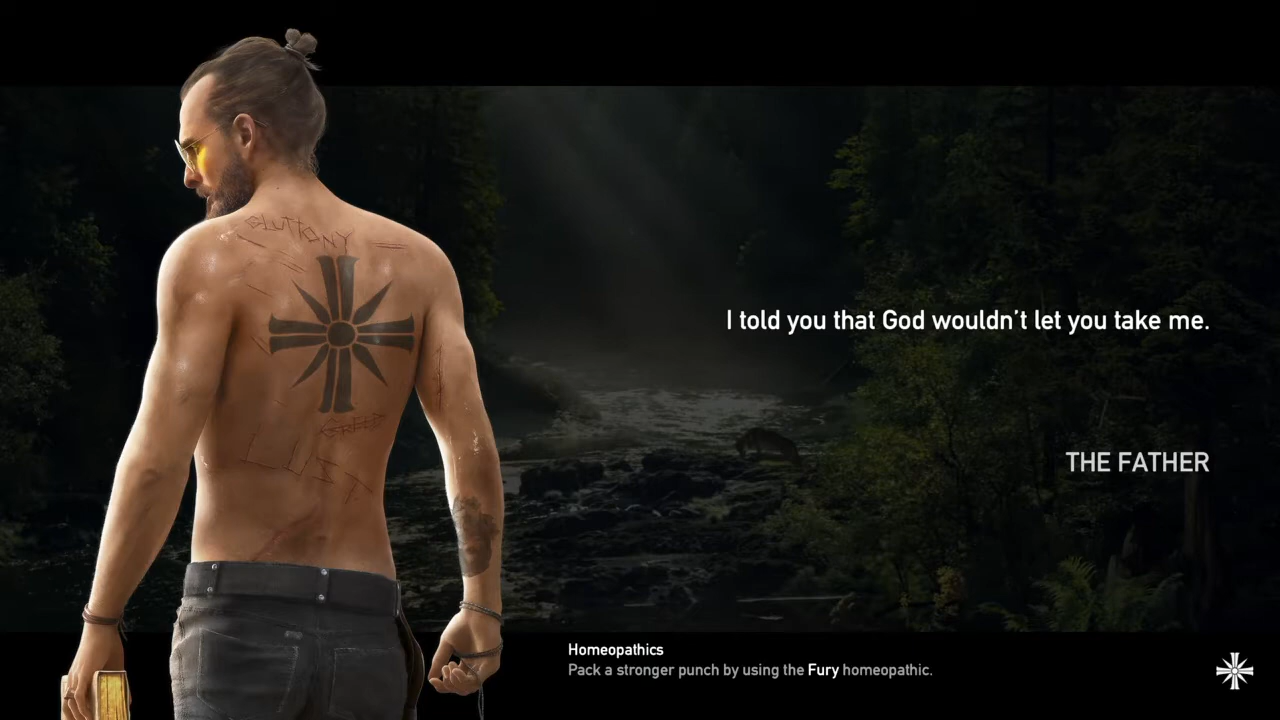 GLUTTONY
GREED
LUST
I told you that God wouldn't let you take me.
THE FATHER
Homeopathics
Pack a stronger punch by using the Fury homeopathic.